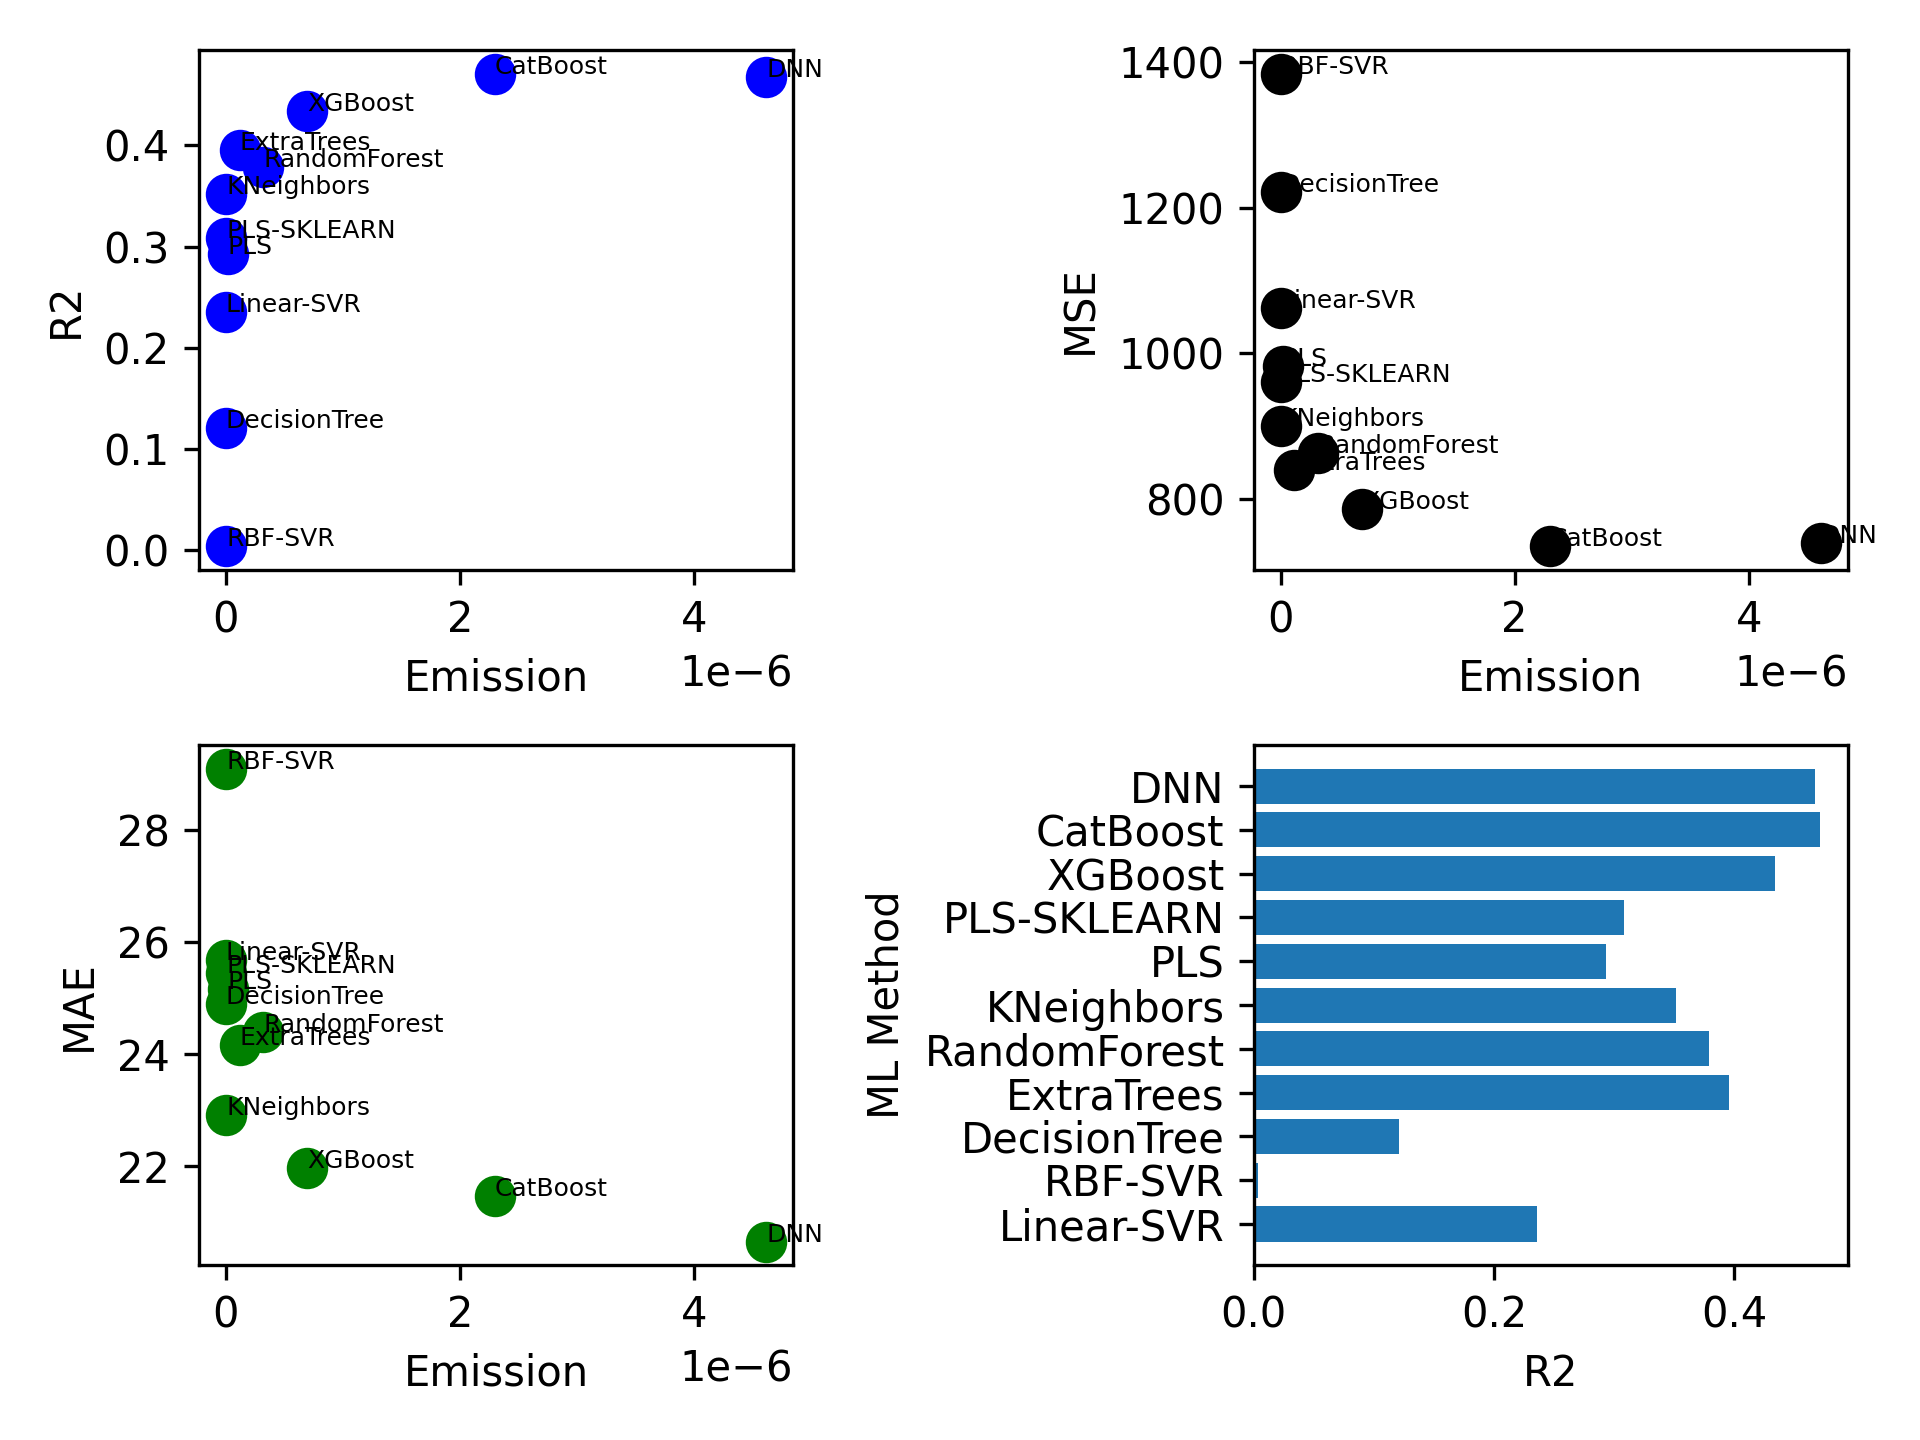 0.4
0.3
0.2
0.1
0.0
R2
CatBoost
DNN
XGBoost
ExtraTrees
RandomForest
KNeighbors
PLS-SKLEARN
PLS
Linear-SVR
DecisionTree
RBF-SVR
0 2 4
Emission
1e−6
1400
1200
1000
800
MSE
BF-SVR
ecisionTree
inear-SVR
LS
LS-SKLEARN
KNeighbors
andomForest
raTrees
XGBoost
CatBoost
NN
0 2 4
Emission
1e−6
28
26
24
22
MAE
RBF-SVR
Linear-SVR
PLS-SKLEARN
PLS
DecisionTree
RandomForest
ExtraTrees
KNeighbors
XGBoost
CatBoost
DNN
0 2 4
Emission
1e−6
ML Method
DNN
CatBoost
XGBoost
PLS-SKLEARN
PLS
KNeighbors
RandomForest
ExtraTrees
DecisionTree
RBF-SVR
Linear-SVR
0.0 0.2 0.4
R2